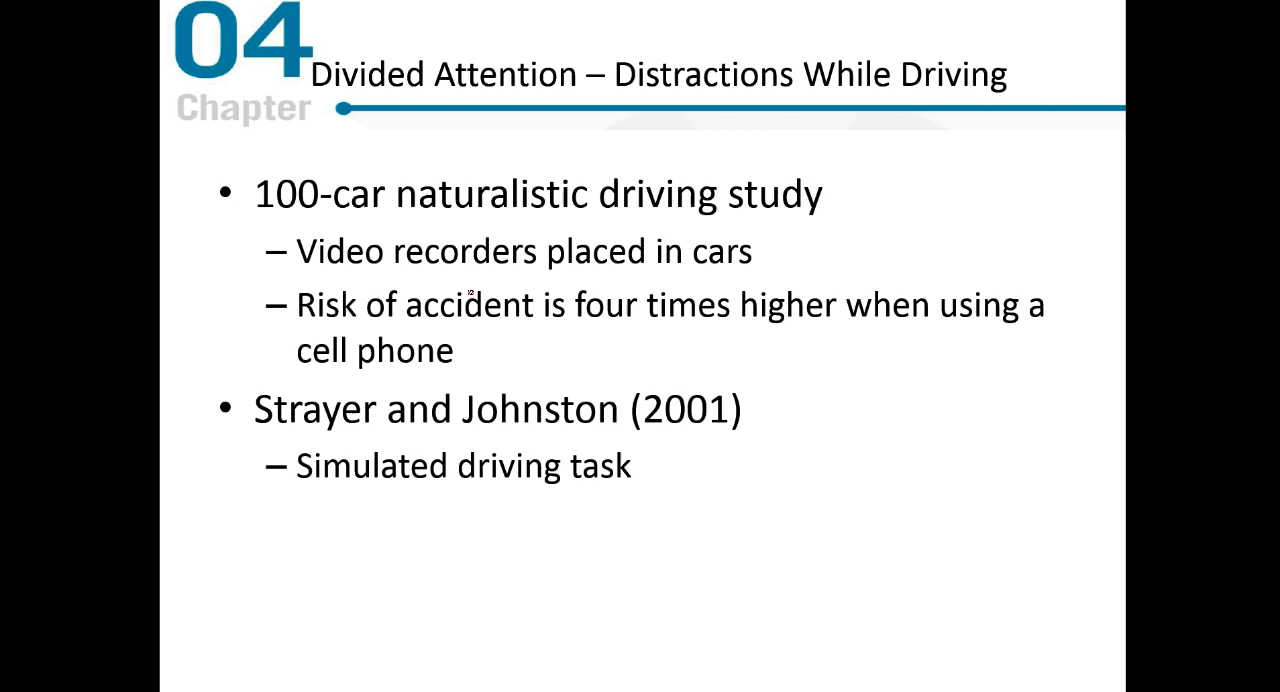 04
Chapter
Divided Attention – Distractions While Driving
• 100-car naturalistic driving study
– Video recorders placed in cars
– Risk of accident is four times higher when using a
cell phone
• Strayer and Johnston (2001)
– Simulated driving task